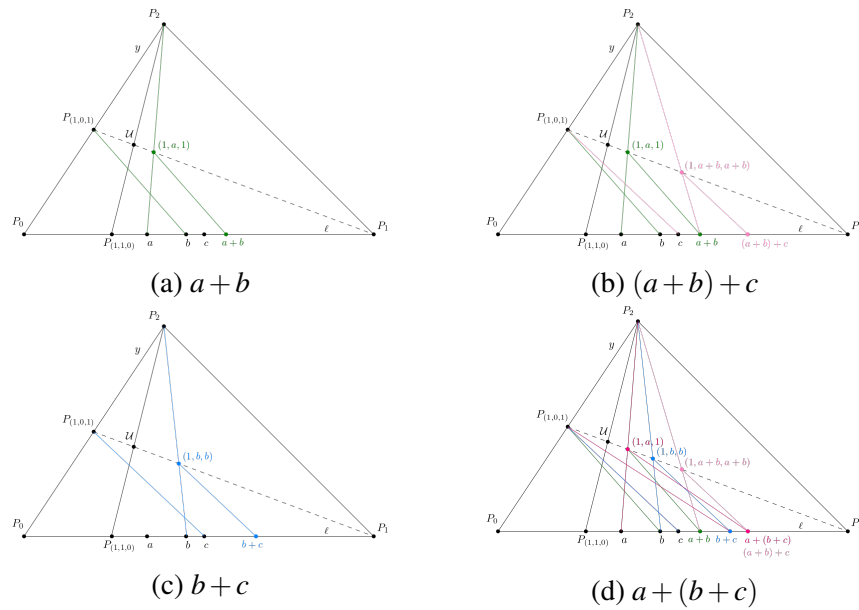 P₂
y
P₍₁,₀,₁₎
𝒰
(1, a, 1)
P₀
P₍₁,₁,₀₎
a
b
c
a + b
ℓ
P₁
(a) a + b
P₂
y
P₍₁,₀,₁₎
𝒰
(1, a, 1)
(1, a + b, a + b)
P₀
P₍₁,₁,₀₎
a
b
c
a + b
(a + b) + c
ℓ
P
(b) (a + b) + c
P₂
y
P₍₁,₀,₁₎
𝒰
(1, b, b)
P₀
P₍₁,₁,₀₎
a
b
c
b + c
ℓ
P₁
(c) b + c
P₂
y
P₍₁,₀,₁₎
𝒰
(1, a, 1)
(1, b, b)
(1, a + b, a + b)
P₀
P₍₁,₁,₀₎
a
b
c
a + b
b + c
a + (b + c)
(a + b) + c
ℓ
P
(d) a + (b + c)